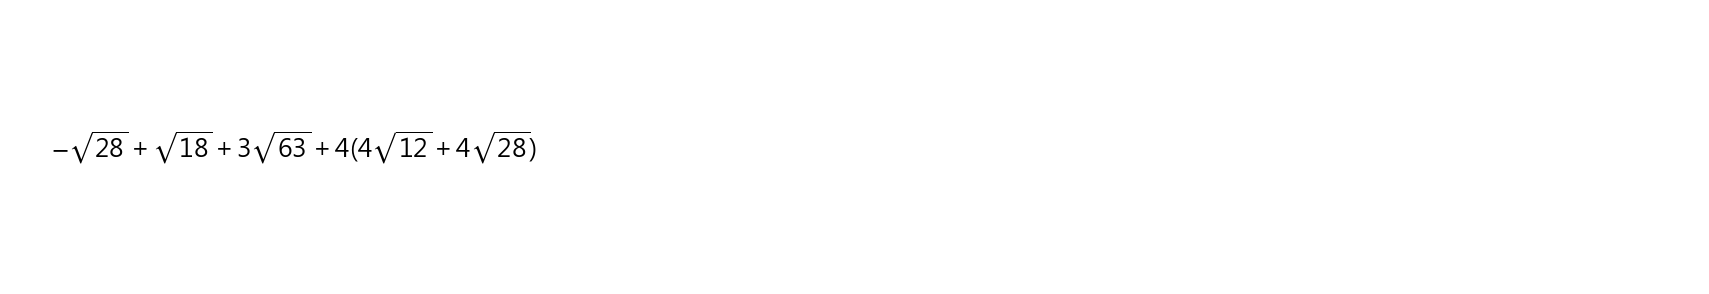 −√28 + √18 + 3√63 + 4(4√12 + 4√28)